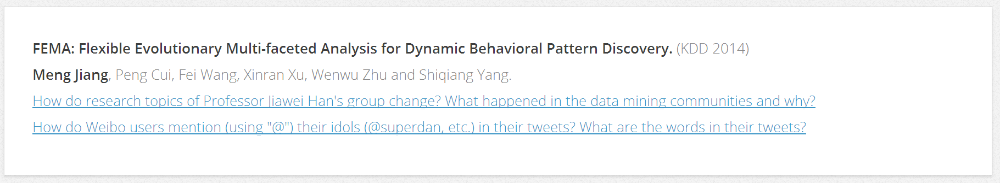 FEMA: Flexible Evolutionary Multi-faceted Analysis for Dynamic Behavioral Pattern Discovery. (KDD 2014)
Meng Jiang, Peng Cui, Fei Wang, Xinran Xu, Wenwu Zhu and Shiqiang Yang.
How do research topics of Professor Jiawei Han's group change? What happened in the data mining communities and why?
How do Weibo users mention (using "@") their idols (@superdan, etc.) in their tweets? What are the words in their tweets?